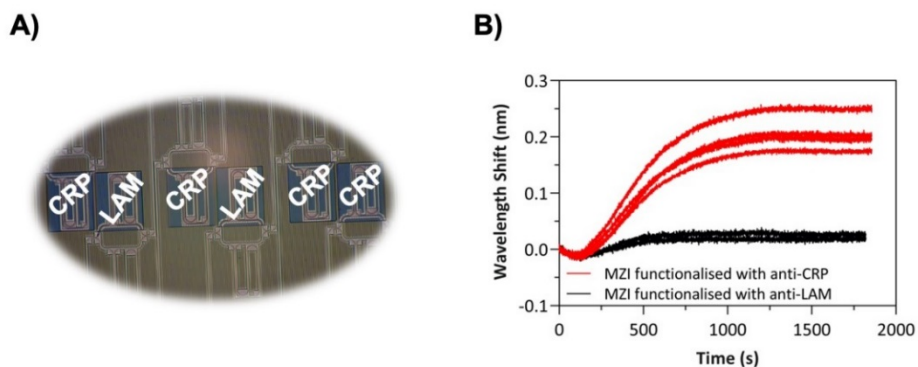 A)
CRP
LAM
CRP
LAM
CRP
CRP
B)
Wavelength Shift (nm)
0.3
0.2
0.1
0.0
-0.1
MZI functionalised with anti-CRP
MZI functionalised with anti-LAM
0
500
1000
1500
2000
Time (s)